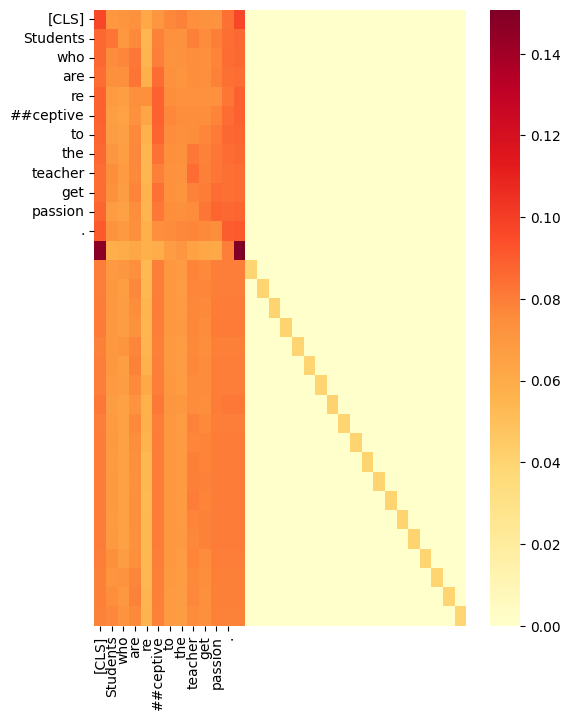 [CLS]
Students
who
are
re
##ceptive
to
the
teacher
get
passion
.
0.14
0.12
0.10
0.08
0.06
0.04
0.02
0.00
[CLS]
Students
who
are
re
##ceptive
to
the
teacher
get
passion
.